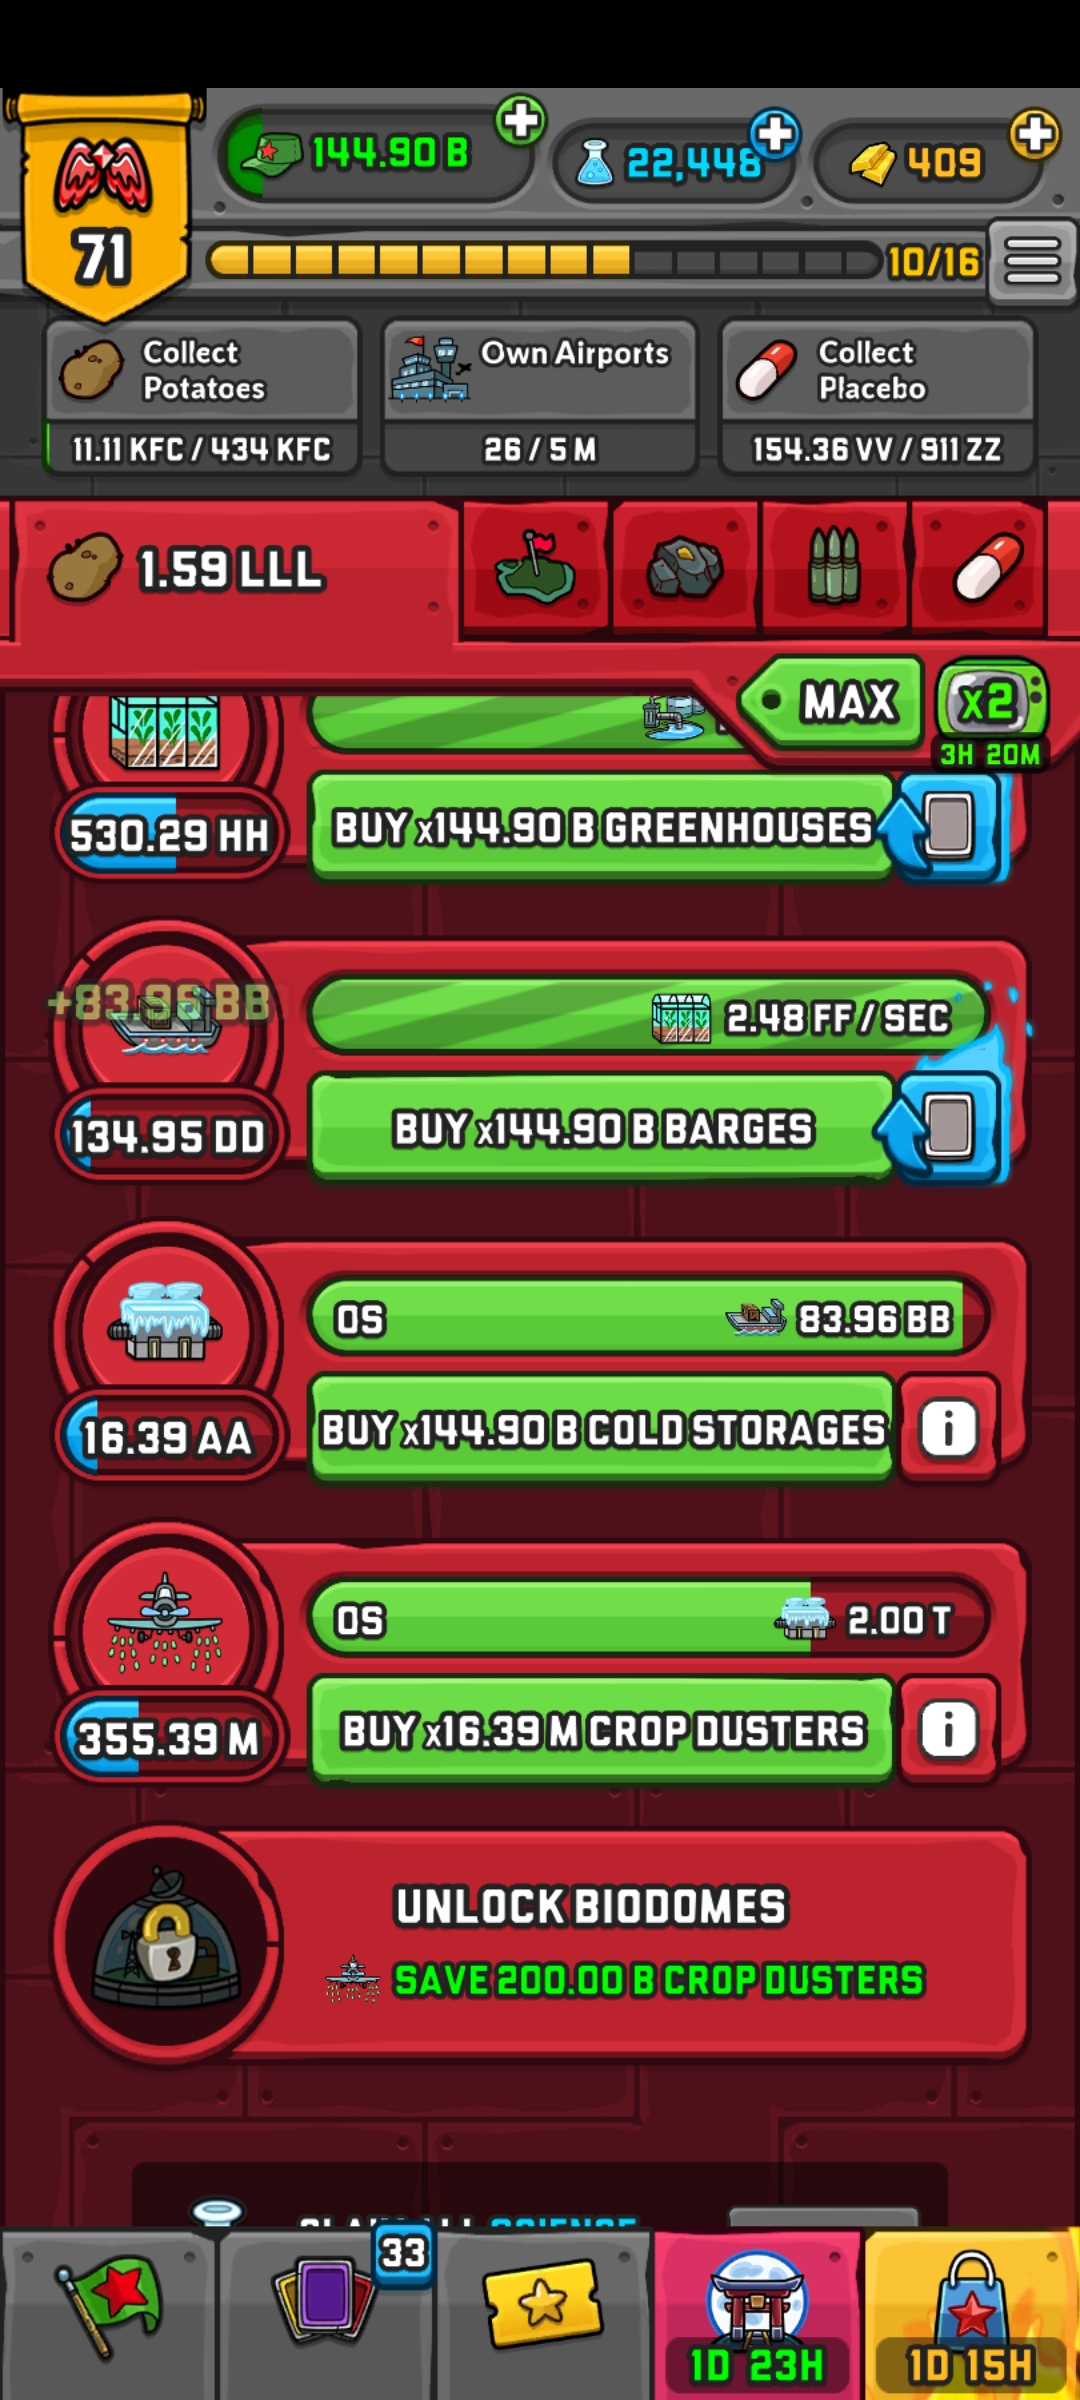 144.90 B
22,448
409
71
10/16
Collect
Potatoes
Own Airports
Collect
Placebo
11.11 KFC / 434 KFC
26 / 5 M
154.36 VV / 911 ZZ
1.59 LLL
MAX
x2
3H 20M
530.29 HH
BUY x144.90 B GREENHOUSES
+83.96 BB
2.48 FF / SEC
134.95 DD
BUY x144.90 B BARGES
0S
83.96 BB
16.39 AA
BUY x144.90 B COLD STORAGES
i
0S
2.00 T
355.39 M
BUY x16.39 M CROP DUSTERS
i
UNLOCK BIODOMES
SAVE 200.00 B CROP DUSTERS
33
1D 23H
1D 15H